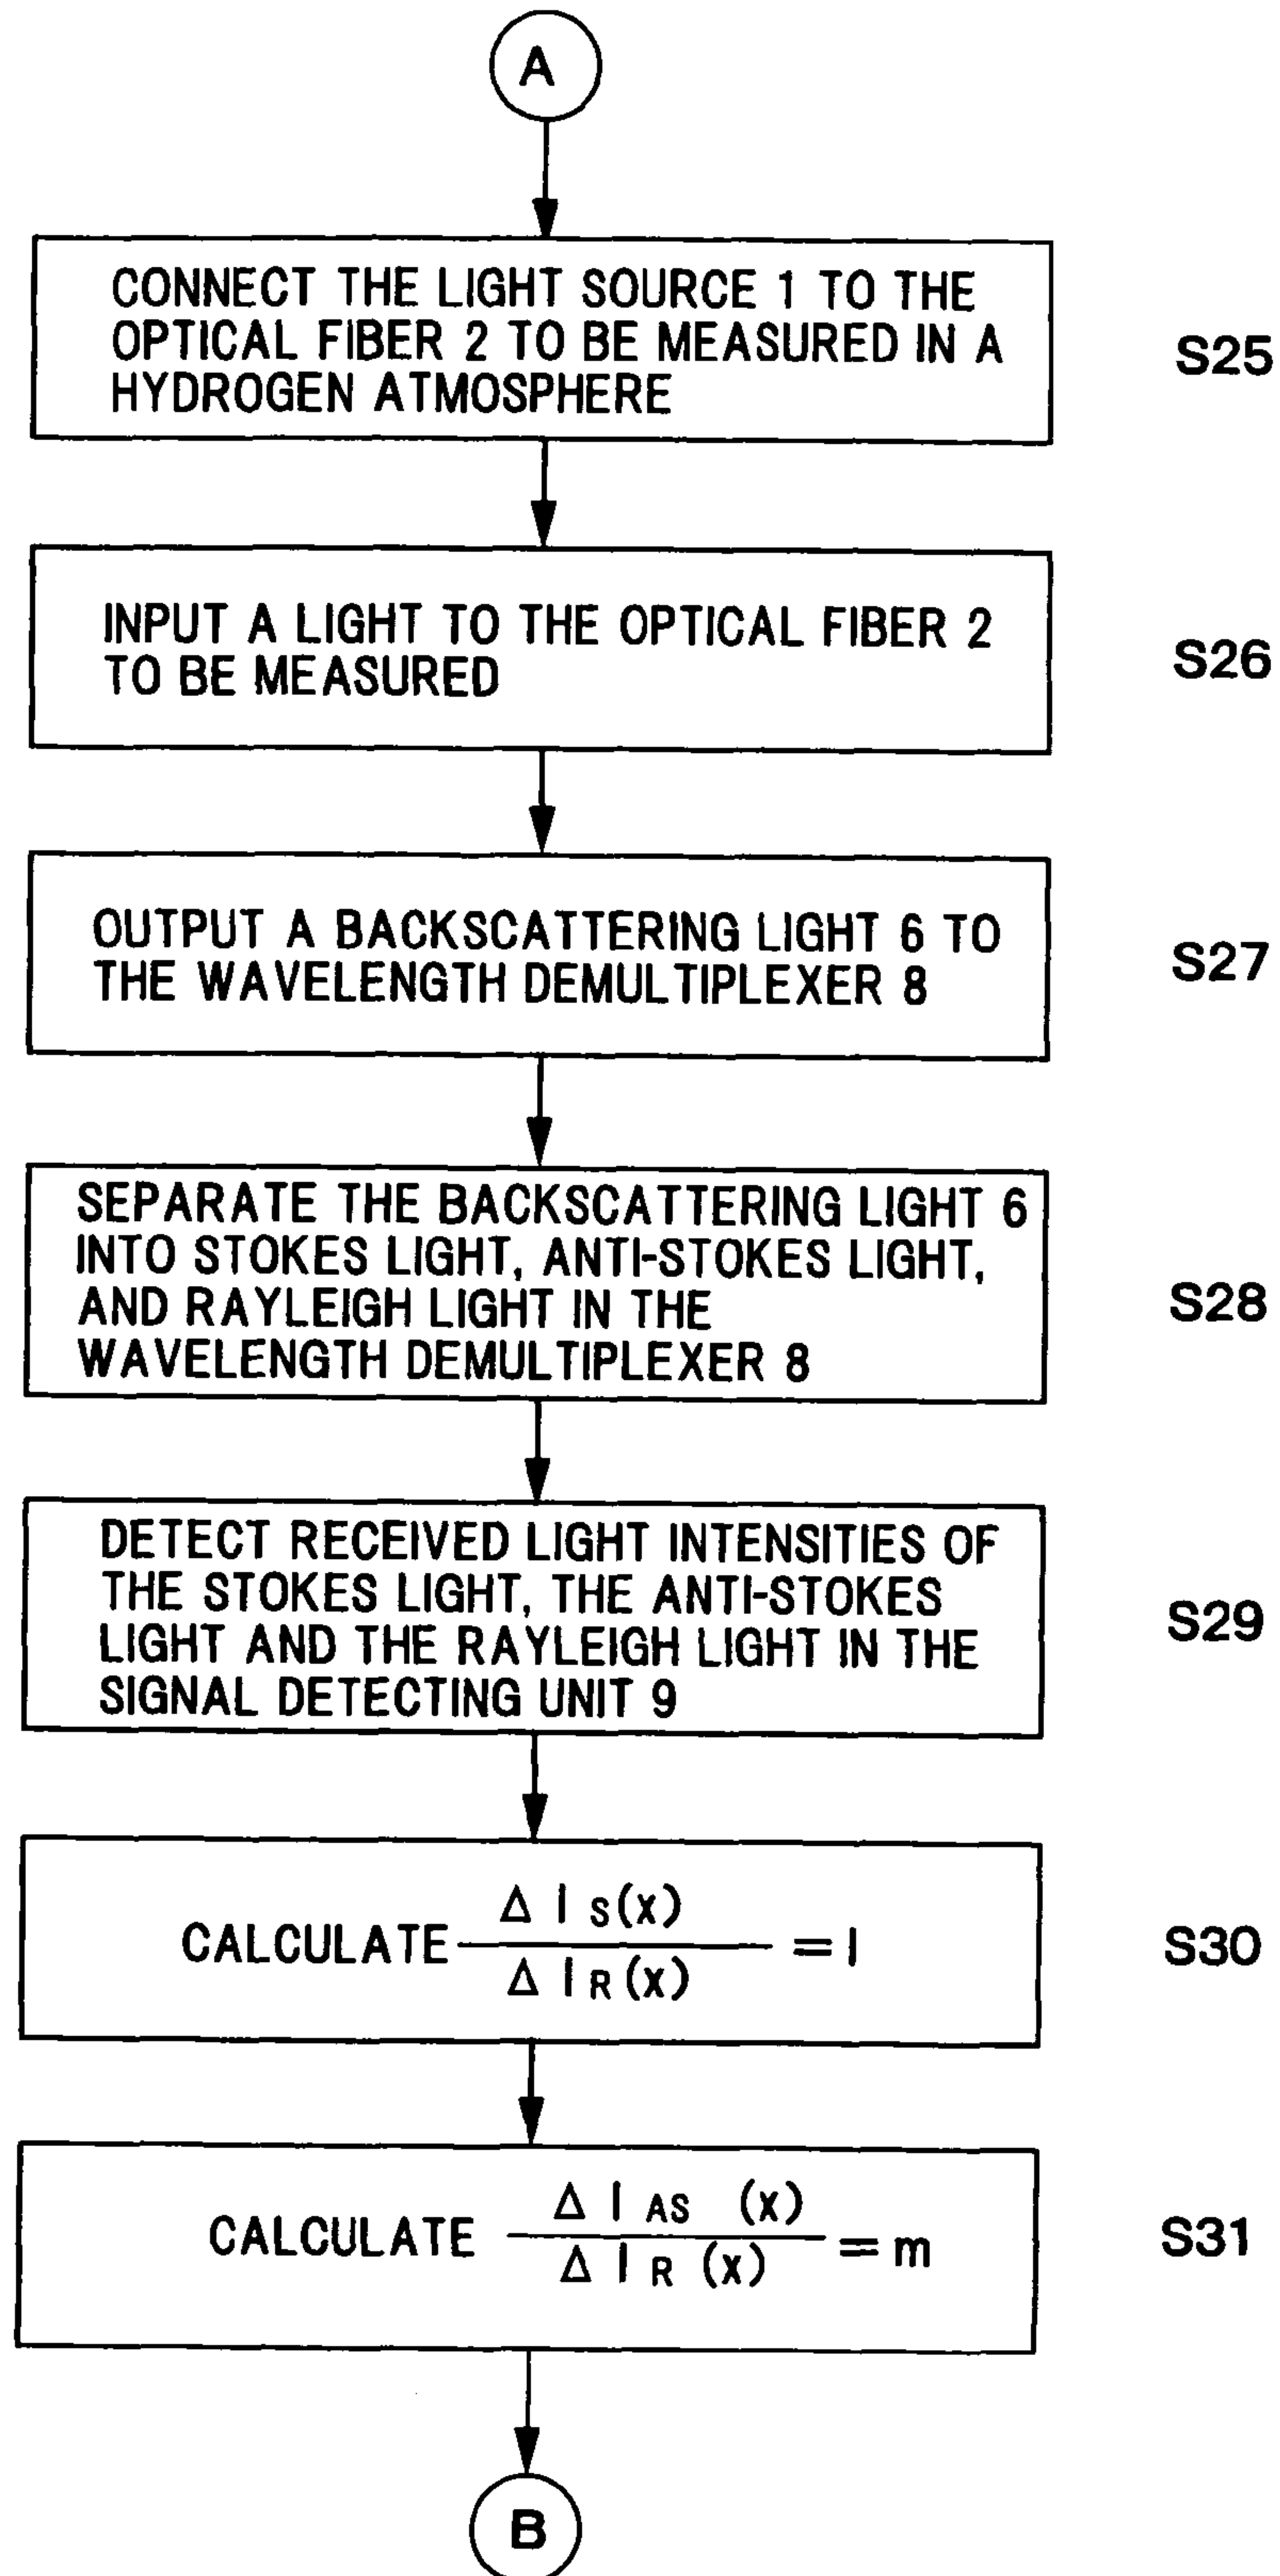 A
CONNECT THE LIGHT SOURCE 1 TO THE
OPTICAL FIBER 2 TO BE MEASURED IN A
HYDROGEN ATMOSPHERE
S25
INPUT A LIGHT TO THE OPTICAL FIBER 2
TO BE MEASURED
S26
OUTPUT A BACKSCATTERING LIGHT 6 TO
THE WAVELENGTH DEMULTIPLEXER 8
S27
SEPARATE THE BACKSCATTERING LIGHT 6
INTO STOKES LIGHT, ANTI-STOKES LIGHT,
AND RAYLEIGH LIGHT IN THE
WAVELENGTH DEMULTIPLEXER 8
S28
DETECT RECEIVED LIGHT INTENSITIES OF
THE STOKES LIGHT, THE ANTI-STOKES
LIGHT AND THE RAYLEIGH LIGHT IN THE
SIGNAL DETECTING UNIT 9
S29
Δ I S(x)
CALCULATE = l
Δ I R(x)
S30
Δ I AS (x)
CALCULATE = m
Δ I R (x)
S31
B